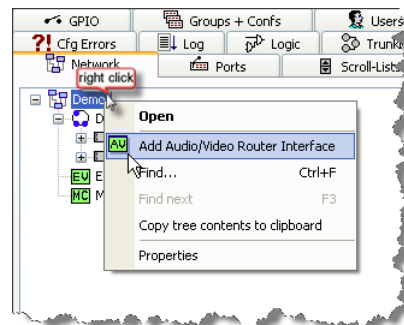 GPIO Groups + Confs Users
?! Cfg Errors Log Logic Trunk
Network Ports Scroll-Lists
right click
Demo
D
Open
AV Add Audio/Video Router Interface
EV E Find... Ctrl+F
MC M Find next F3
Copy tree contents to clipboard
Properties